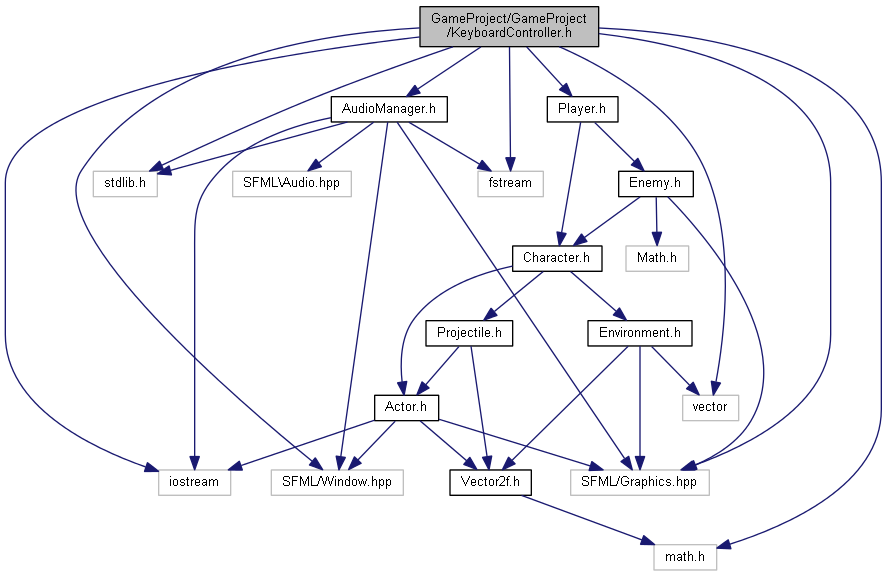 GameProject/GameProject
/KeyboardController.h
AudioManager.h
Player.h
stdlib.h
SFML\Audio.hpp
fstream
Enemy.h
Character.h
Math.h
Projectile.h
Environment.h
Actor.h
vector
iostream
SFML/Window.hpp
Vector2f.h
SFML/Graphics.hpp
math.h